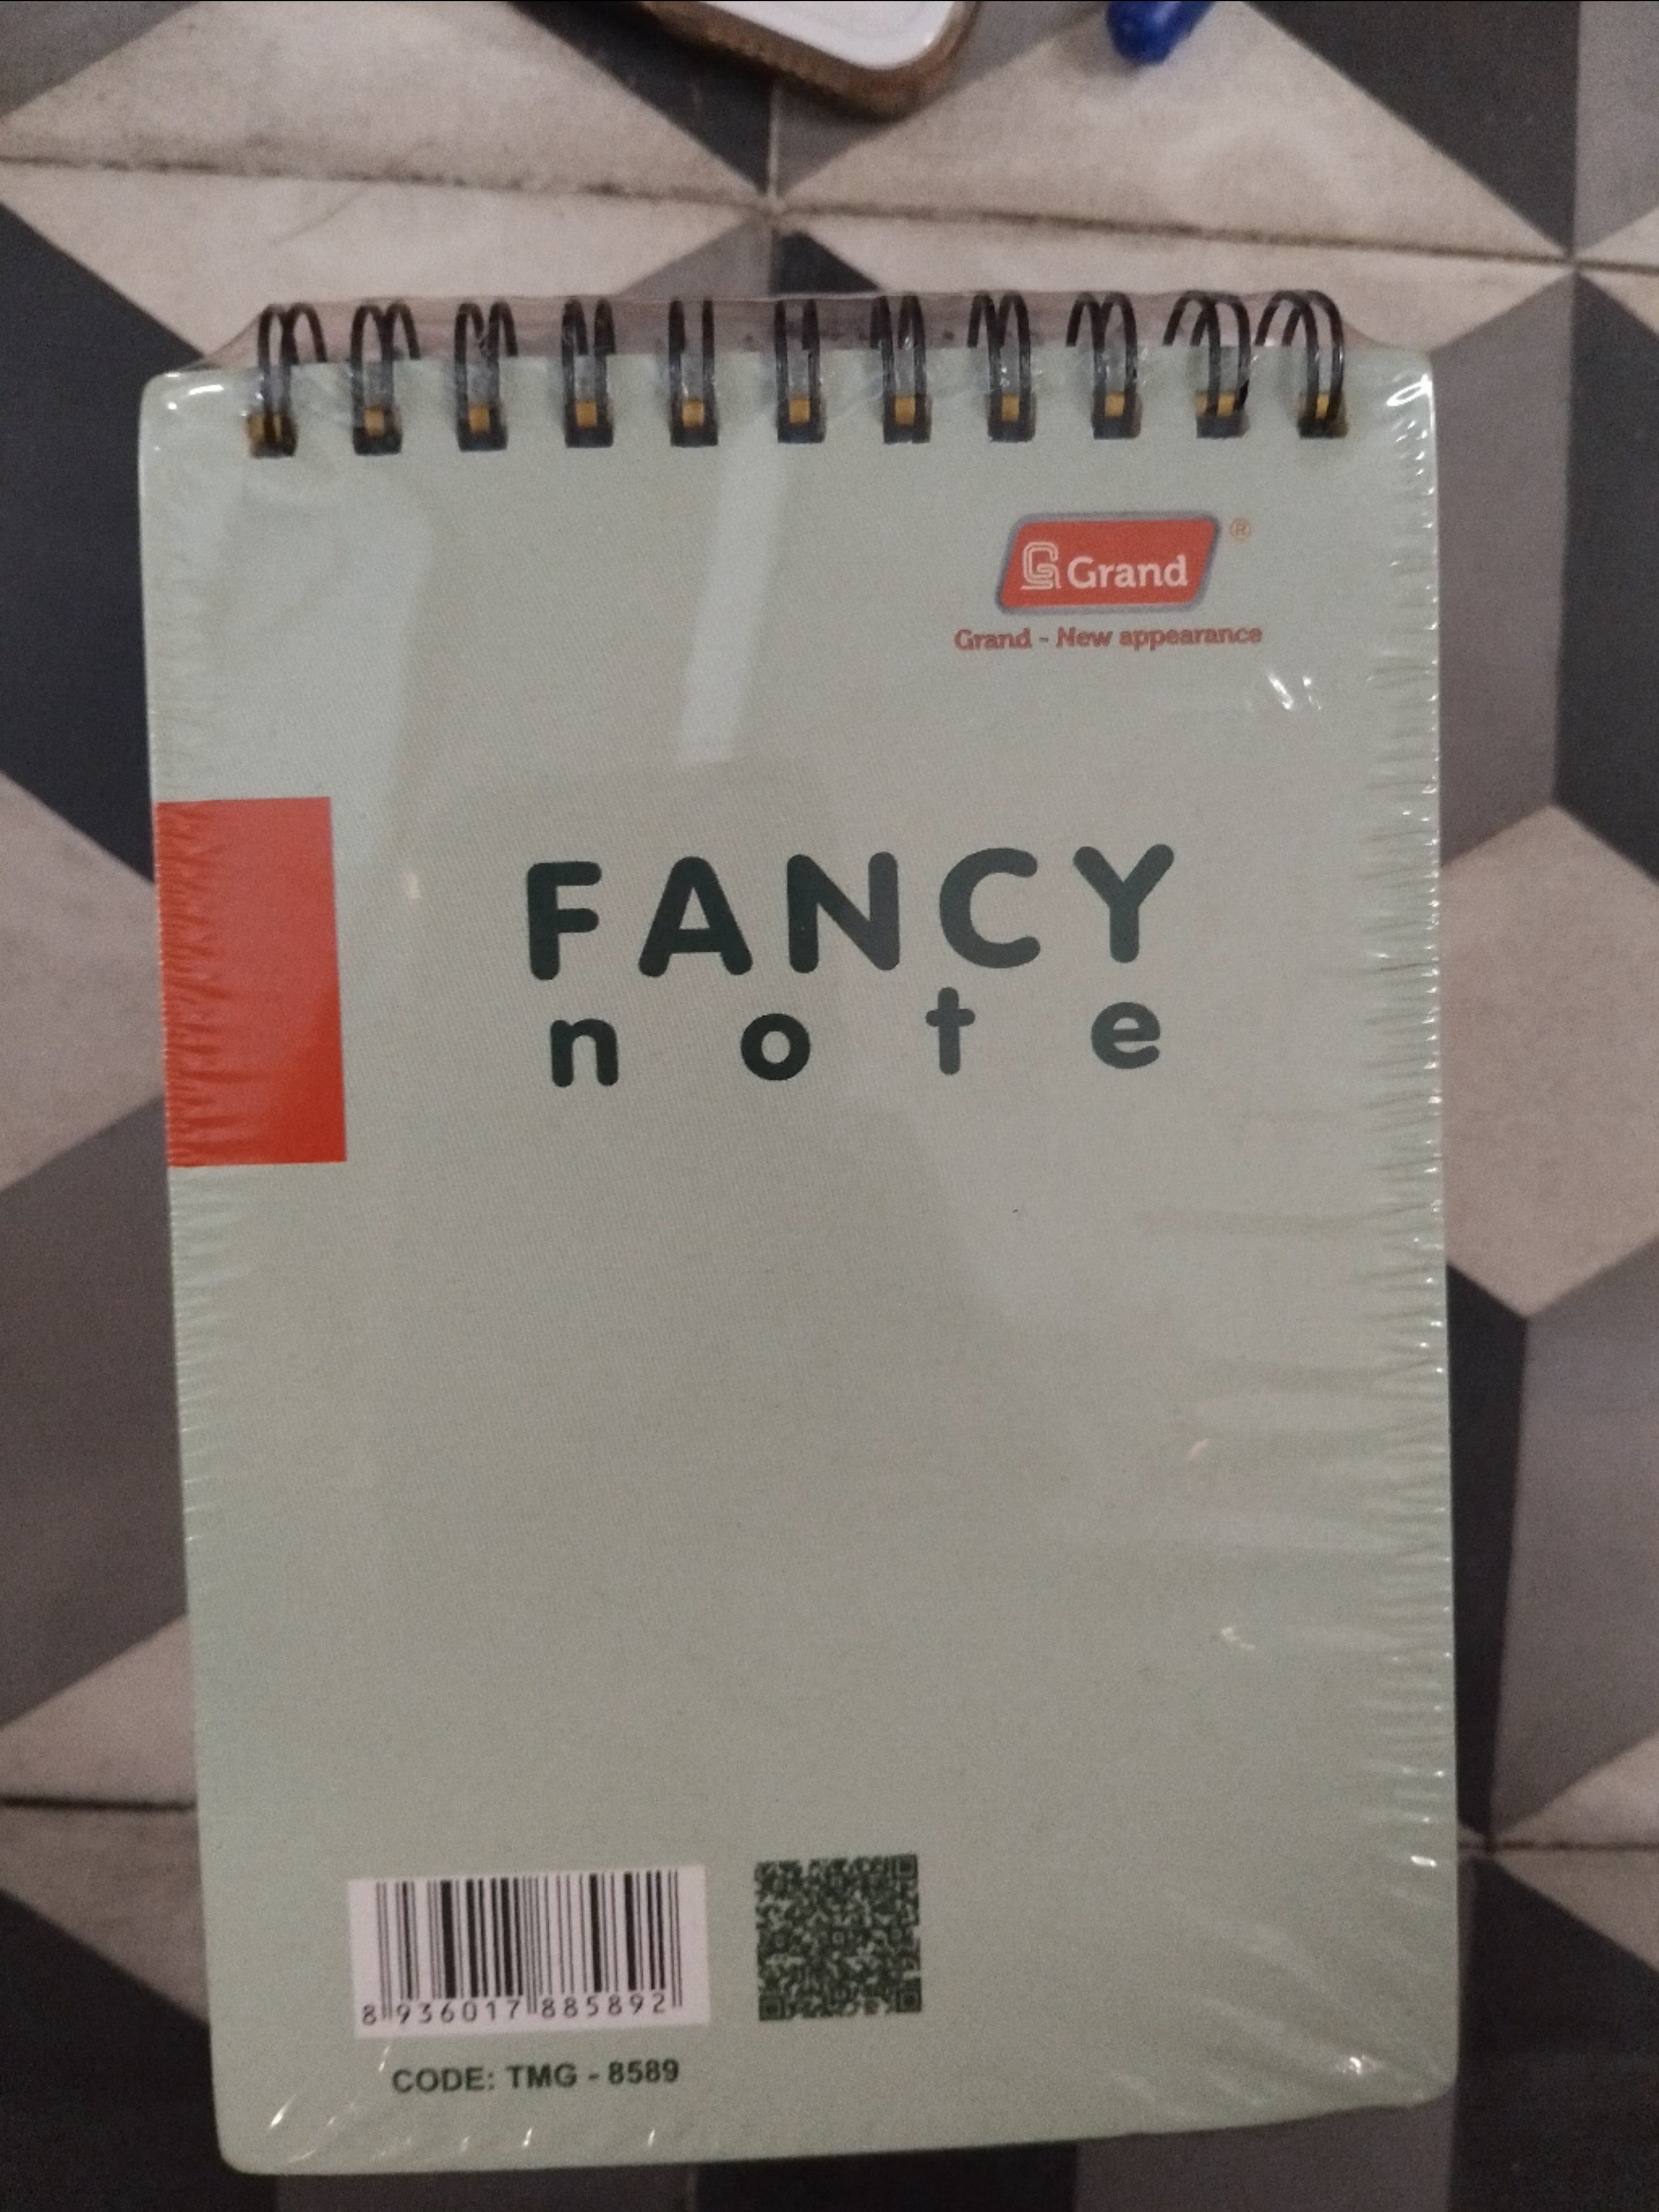 Grand ®
Grand - New appearance
FANCY
note
8 936017 885892
CODE: TMG - 8589